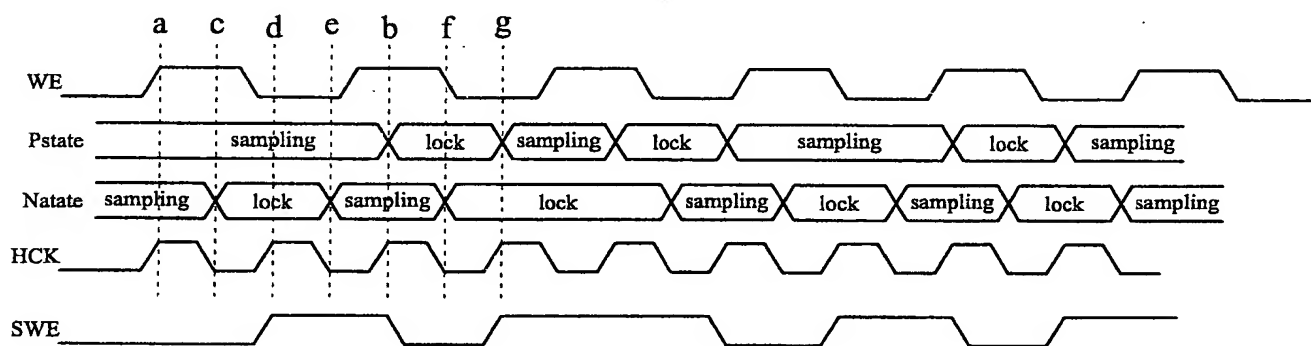 a c d e b f g
WE
Pstate sampling lock sampling lock sampling lock sampling
Natate sampling lock sampling lock sampling lock sampling lock sampling
HCK
SWE